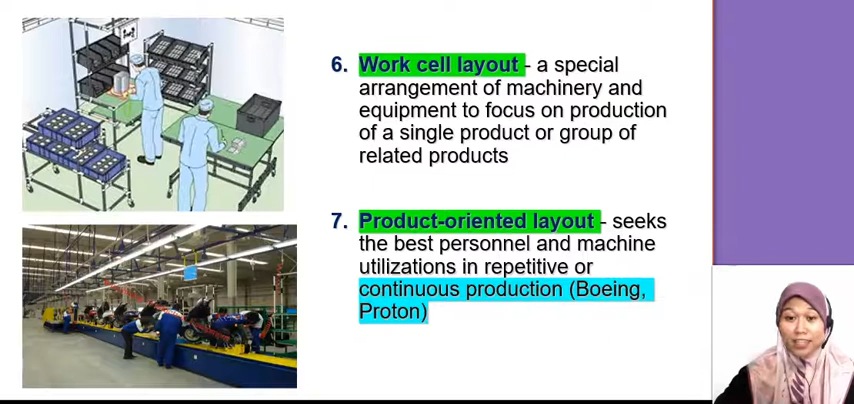 6. Work cell layout - a special
arrangement of machinery and
equipment to focus on production
of a single product or group of
related products
7. Product-oriented layout - seeks
the best personnel and machine
utilizations in repetitive or
continuous production (Boeing,
Proton)